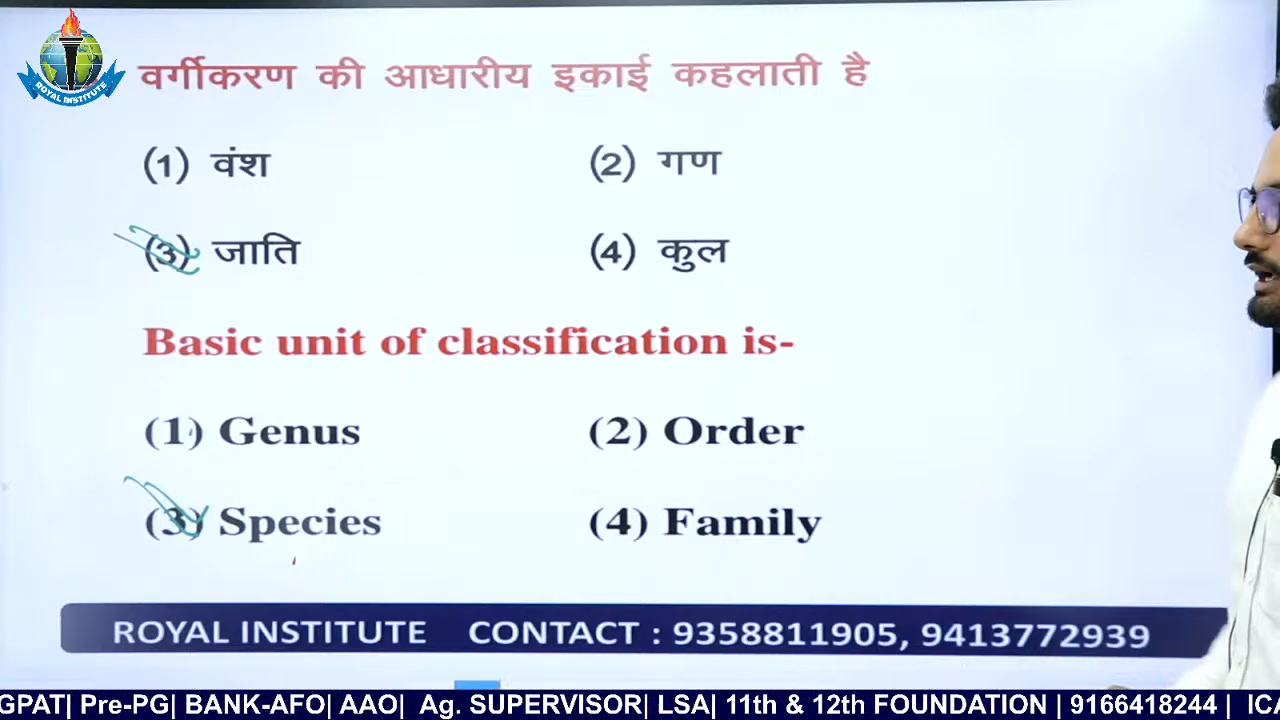 ROYAL INSTITUTE
वर्गीकरण की आधारीय इकाई कहलाती है
(1) वंश (2) गण
(3) जाति (4) कुल
Basic unit of classification is-
(1) Genus (2) Order
(3) Species (4) Family
ROYAL INSTITUTE CONTACT : 9358811905, 9413772939
GPAT| Pre-PG| BANK-AFO| AAO| Ag. SUPERVISOR| LSA| 11th & 12th FOUNDATION | 9166418244 | ICA